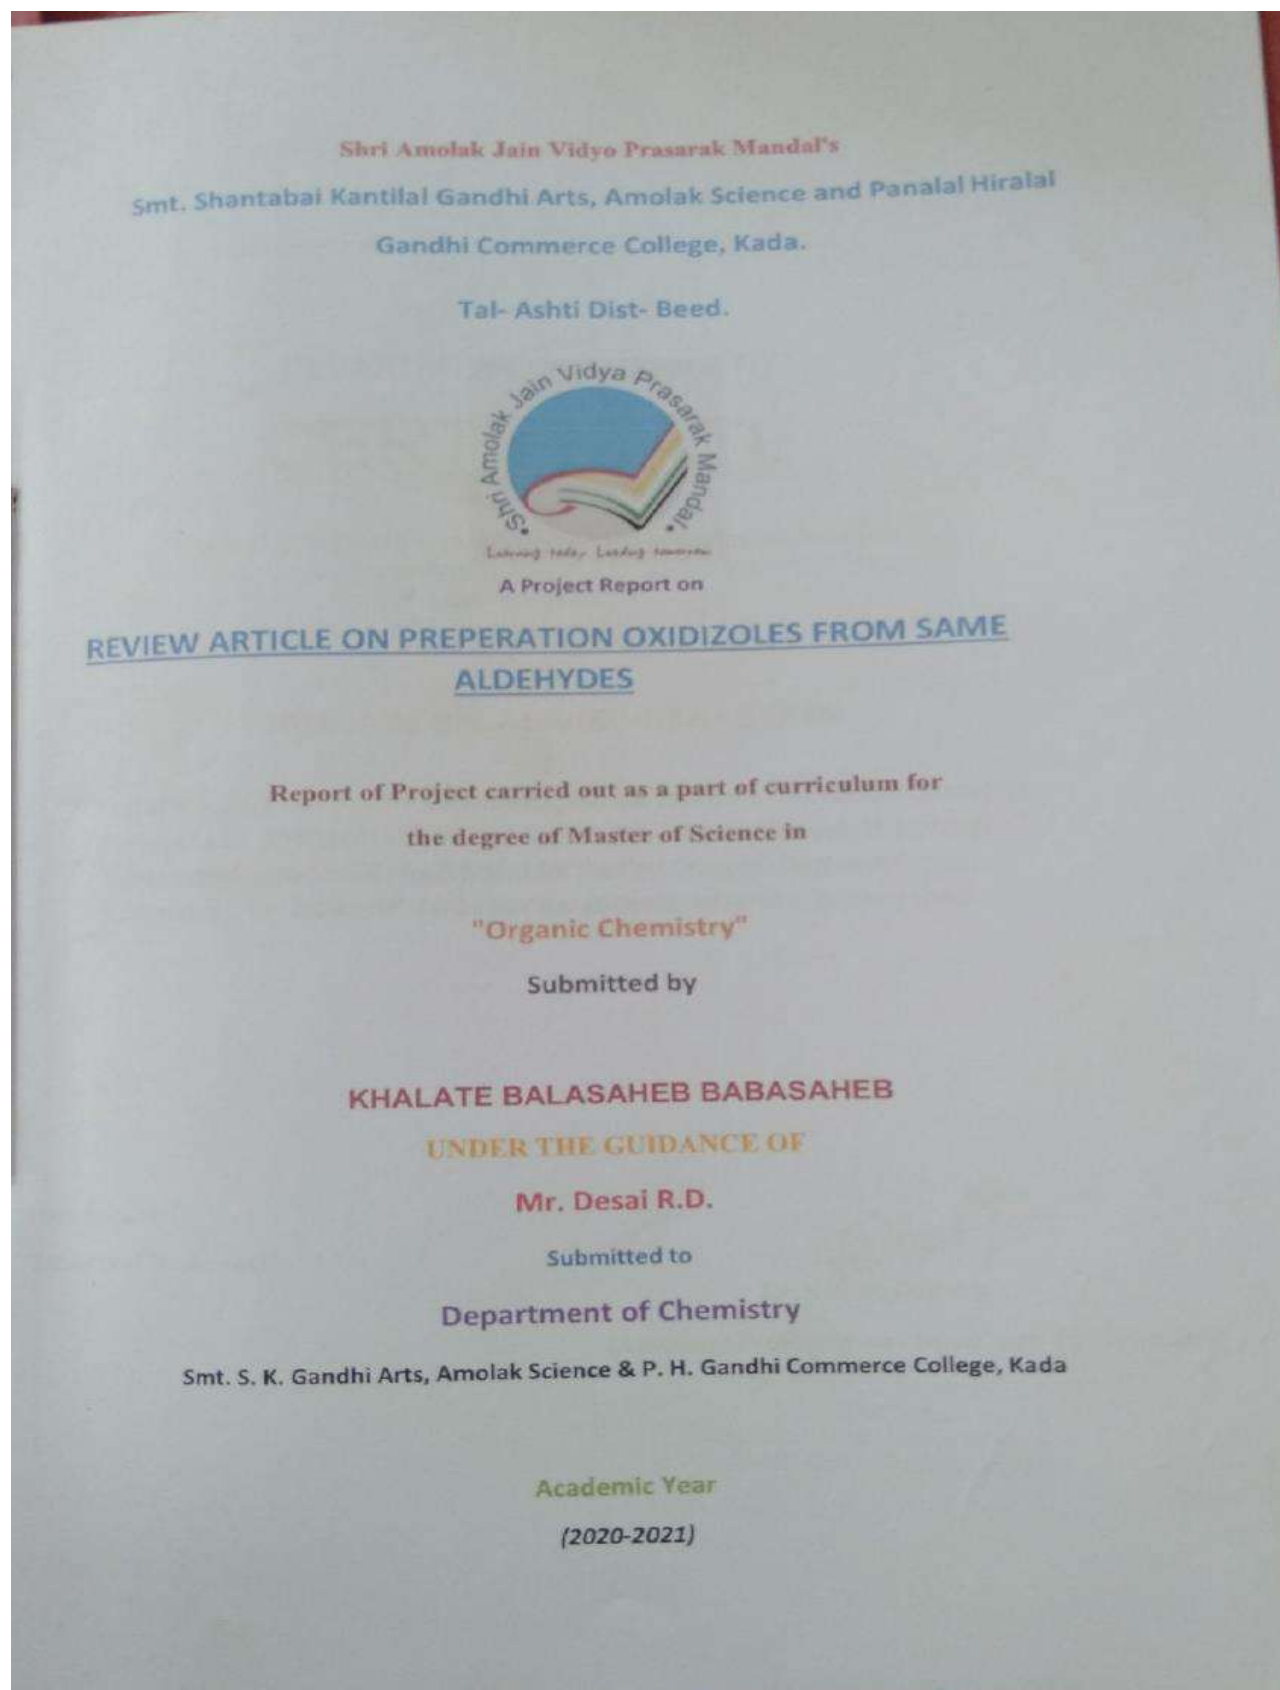 Shri Amolak Jain Vidyo Prasarak Mandal's
Smt. Shantabai Kantilal Gandhi Arts, Amolak Science and Panalal Hiralal
Gandhi Commerce College, Kada.
Tal- Ashti Dist- Beed.
Shri Amolak Jain Vidya Prasarak Mandal
Learning today, Leading tomorrow
A Project Report on
REVIEW ARTICLE ON PREPERATION OXIDIZOLES FROM SAME
ALDEHYDES
Report of Project carried out as a part of curriculum for
the degree of Master of Science in
"Organic Chemistry"
Submitted by
KHALATE BALASAHEB BABASAHEB
UNDER THE GUIDANCE OF
Mr. Desai R.D.
Submitted to
Department of Chemistry
Smt. S. K. Gandhi Arts, Amolak Science & P. H. Gandhi Commerce College, Kada
Academic Year
(2020-2021)